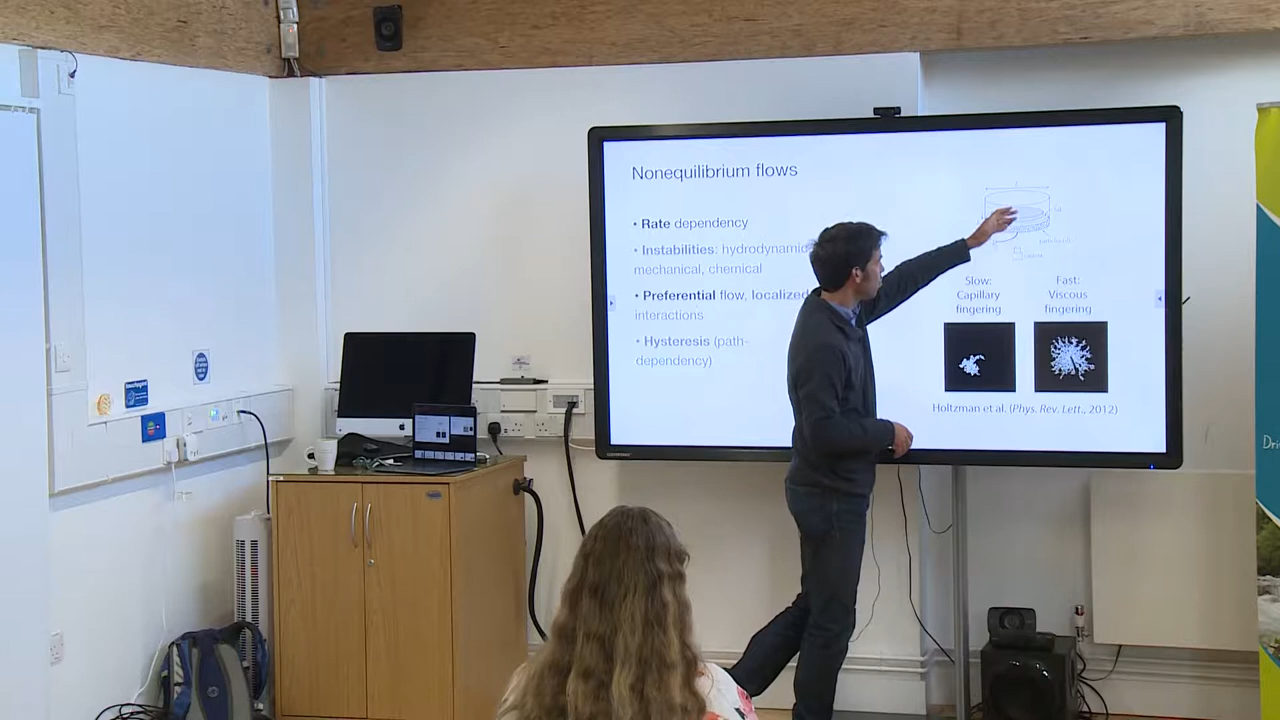 Nonequilibrium flows
• Rate dependency
• Instabilities: hydrodynamic
mechanical, chemical
• Preferential flow, localized
interactions
• Hysteresis (path-
dependency)
Slow:
Capillary
fingering
Fast:
Viscous
fingering
Holtzman et al. (Phys. Rev. Lett., 2012)